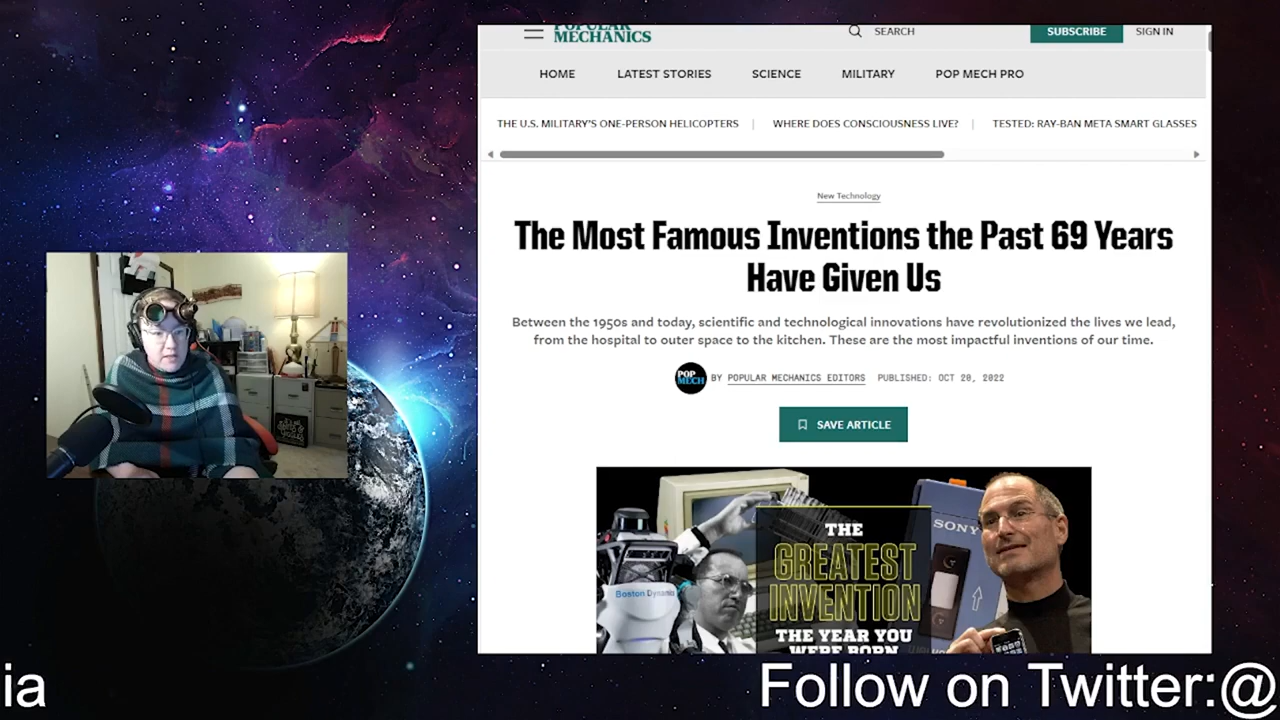 POPULAR
MECHANICS
SEARCH
SUBSCRIBE
SIGN IN
HOME
LATEST STORIES
SCIENCE
MILITARY
POP MECH PRO
THE U.S. MILITARY'S ONE-PERSON HELICOPTERS
WHERE DOES CONSCIOUSNESS LIVE?
TESTED: RAY-BAN META SMART GLASSES
New Technology
The Most Famous Inventions the Past 69 Years
Have Given Us
Between the 1950s and today, scientific and technological innovations have revolutionized the lives we lead,
from the hospital to outer space to the kitchen. These are the most impactful inventions of our time.
POP
MECH
BY POPULAR MECHANICS EDITORS
PUBLISHED: OCT 20, 2022
SAVE ARTICLE
THE
GREATEST
INVENTION
THE YEAR YOU
WERE BORN
SONY
Boston Dynamic
ia
Follow on Twitter:@